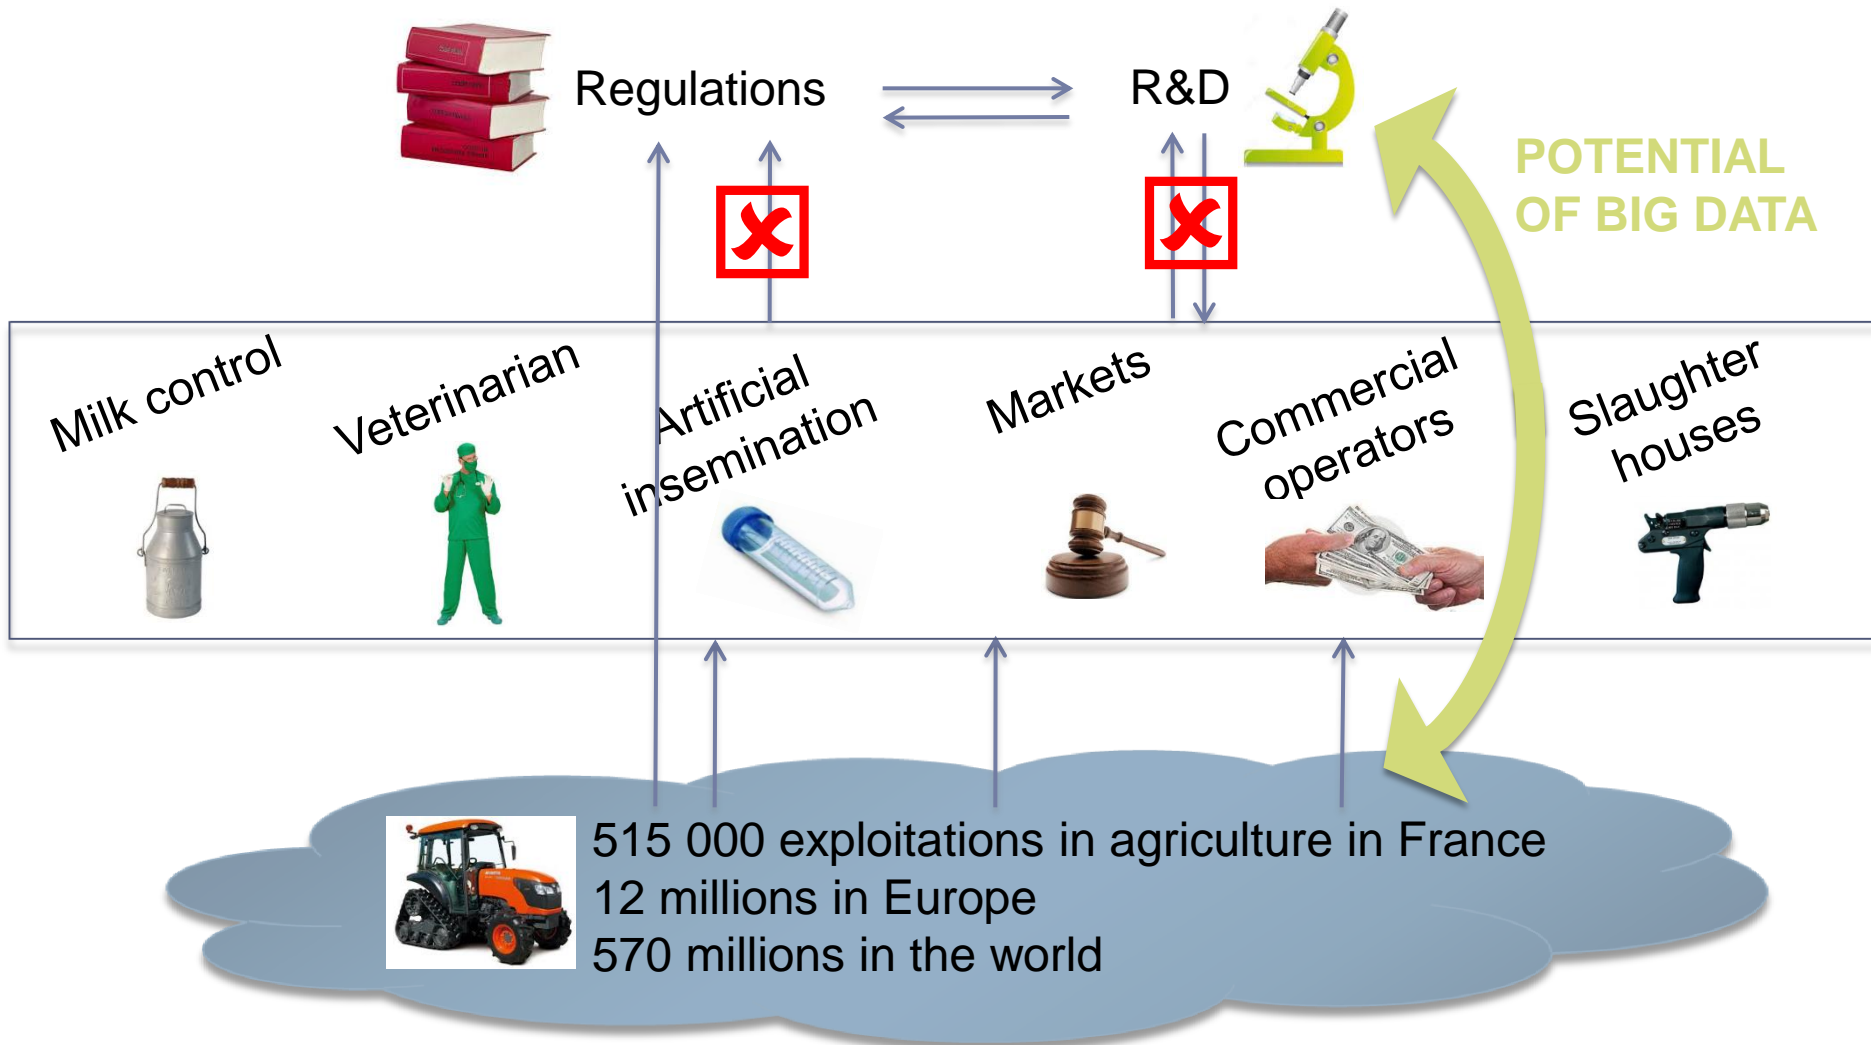 Regulations
R&D
POTENTIAL
OF BIG DATA
Milk control
Veterinarian
Artificial
insemination
Markets
Commercial
operators
Slaughter
houses
515 000 exploitations in agriculture in France
12 millions in Europe
570 millions in the world